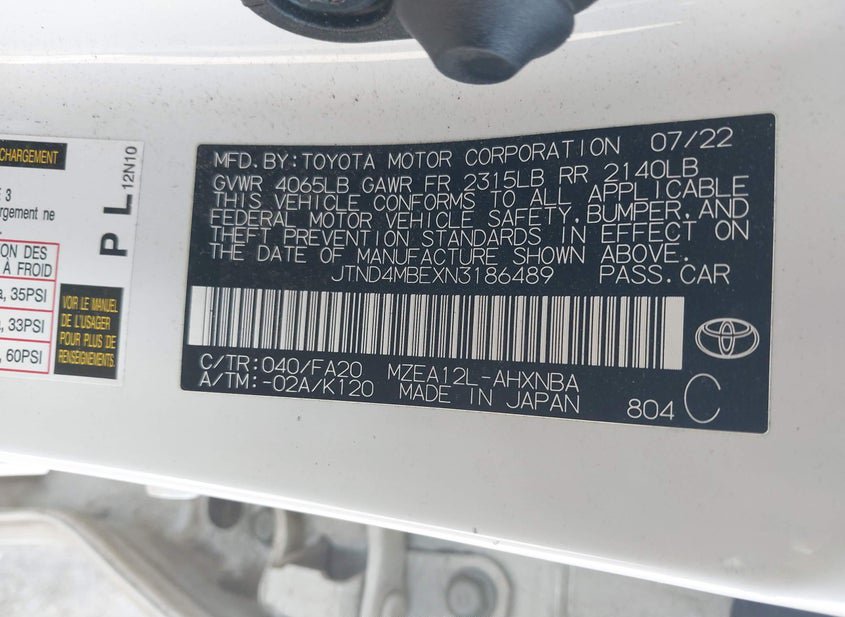 CHARGEMENT
3
argement ne
ION DES
À FROID
a, 35PSI
a, 33PSI
, 60PSI
VOIR LE MANUEL
DE L'USAGER
POUR PLUS DE
RENSEIGNEMENTS.
P L 12N10
MFD. BY: TOYOTA MOTOR CORPORATION 07/22
GVWR 4065LB GAWR FR 2315LB RR 2140LB
THIS VEHICLE CONFORMS TO ALL APPLICABLE
FEDERAL MOTOR VEHICLE SAFETY, BUMPER, AND
THEFT PREVENTION STANDARDS IN EFFECT ON
THE DATE OF MANUFACTURE SHOWN ABOVE.
JTND4MBEXN3186489 PASS.CAR
C/TR: 040/FA20 MZEA12L-AHXNBA
A/TM: -02A/K120 MADE IN JAPAN 804 C